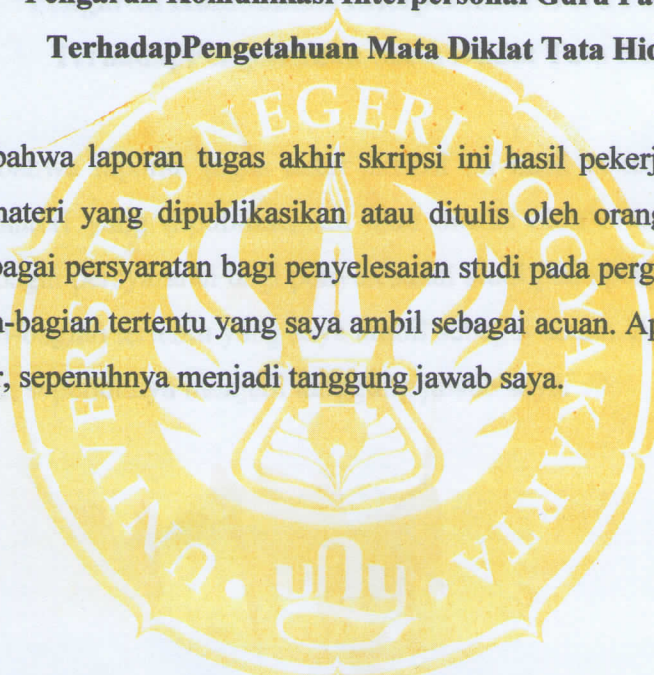 Pengaruh Komunikasi Interpersonal Guru
TerhadapPengetahuan Mata Diklat Tata Hid
bahwa laporan tugas akhir skripsi ini hasil pekerj
materi yang dipublikasikan atau ditulis oleh orang
bagai persyaratan bagi penyelesaian studi pada perg
n-bagian tertentu yang saya ambil sebagai acuan. Ap
r, sepenuhnya menjadi tanggung jawab saya.
UNIVERSITAS NEGERI YOGYAKARTA
uny